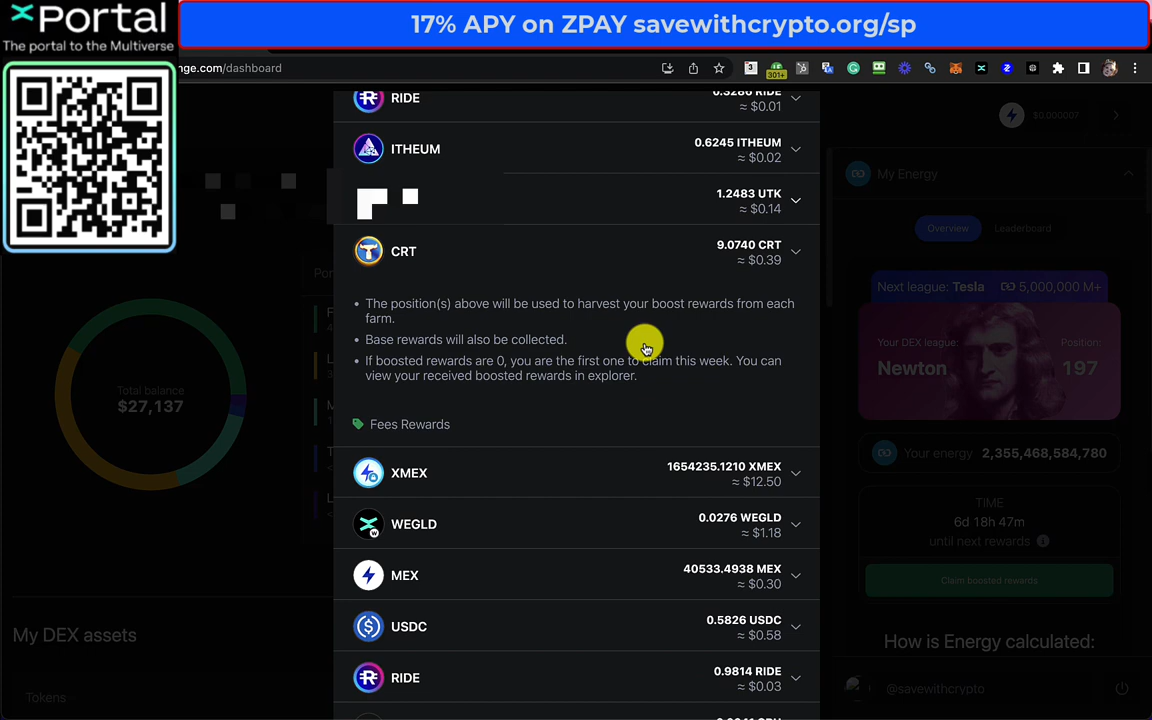 Portal
The portal to the Multiverse
17% APY on ZPAY savewithcrypto.org/sp
nge.com/dashboard
3
301+
RIDE
0.3286 RIDE
≈ $0.01
$0.000007
ITHEUM
0.6245 ITHEUM
≈ $0.02
My Energy
1.2483 UTK
≈ $0.14
Overview
Leaderboard
CRT
9.0740 CRT
≈ $0.39
Next league: Tesla
5,000,000 M+
• The position(s) above will be used to harvest your boost rewards from each
farm.
• Base rewards will also be collected.
• If boosted rewards are 0, you are the first one to claim this week. You can
view your received boosted rewards in explorer.
Your DEX league:
Newton
Position:
197
Total balance
$27,137
Fees Rewards
Your energy 2,355,468,584,780
XMEX
1654235.1210 XMEX
≈ $12.50
TIME
6d 18h 47m
until next rewards
WEGLD
0.0276 WEGLD
≈ $1.18
MEX
40533.4938 MEX
≈ $0.30
Claim boosted rewards
USDC
0.5826 USDC
≈ $0.58
My DEX assets
How is Energy calculated:
RIDE
0.9814 RIDE
≈ $0.03
Tokens
@savewithcrypto